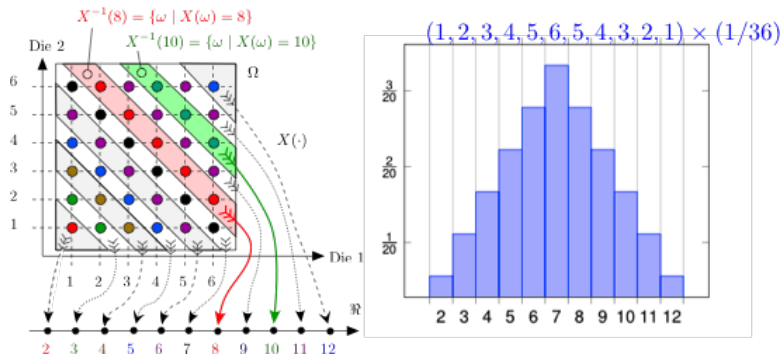 X⁻¹(8) = {ω | X(ω) = 8}
X⁻¹(10) = {ω | X(ω) = 10}
Die 2
Ω
6
5
4
3
2
1
X(·)
Die 1
1 2 3 4 5 6
ℜ
2 3 4 5 6 7 8 9 10 11 12
(1, 2, 3, 4, 5, 6, 5, 4, 3, 2, 1) × (1/36)
3/20
2/20
1/20
2 3 4 5 6 7 8 9 10 11 12